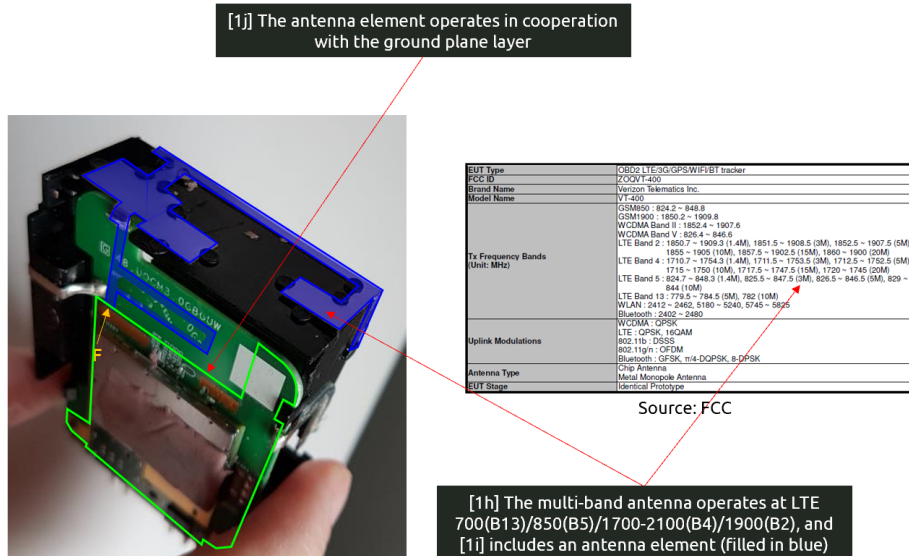 [1j] The antenna element operates in cooperation
with the ground plane layer
F
EUT Type OBD2 LTE/3G/GPS/WIFI/BT tracker
FCC ID ZOQVT-400
Brand Name Verizon Telematics Inc.
Model Name VT-400
Tx Frequency Bands
(Unit: MHz)
GSM850 : 824.2 ~ 848.8
GSM1900 : 1850.2 ~ 1909.8
WCDMA Band II : 1852.4 ~ 1907.6
WCDMA Band V : 826.4 ~ 846.6
LTE Band 2 : 1850.7 ~ 1909.3 (1.4M), 1851.5 ~ 1908.5 (3M), 1852.5 ~ 1907.5 (5M)
1855 ~ 1905 (10M), 1857.5 ~ 1902.5 (15M), 1860 ~ 1900 (20M)
LTE Band 4 : 1710.7 ~ 1754.3 (1.4M), 1711.5 ~ 1753.5 (3M), 1712.5 ~ 1752.5 (5M)
1715 ~ 1750 (10M), 1717.5 ~ 1747.5 (15M), 1720 ~ 1745 (20M)
LTE Band 5 : 824.7 ~ 848.3 (1.4M), 825.5 ~ 847.5 (3M), 826.5 ~ 846.5 (5M), 829 ~
844 (10M)
LTE Band 13 : 779.5 ~ 784.5 (5M), 782 (10M)
WLAN : 2412 ~ 2462, 5180 ~ 5240, 5745 ~ 5825
Bluetooth : 2402 ~ 2480
Uplink Modulations
WCDMA : QPSK
LTE : QPSK, 16QAM
802.11b : DSSS
802.11g/n : OFDM
Bluetooth : GFSK, π/4-DQPSK, 8-DPSK
Antenna Type
Chip Antenna
Metal Monopole Antenna
EUT Stage Identical Prototype
Source: FCC
[1h] The multi-band antenna operates at LTE
700(B13)/850(B5)/1700-2100(B4)/1900(B2), and
[1i] includes an antenna element (filled in blue)